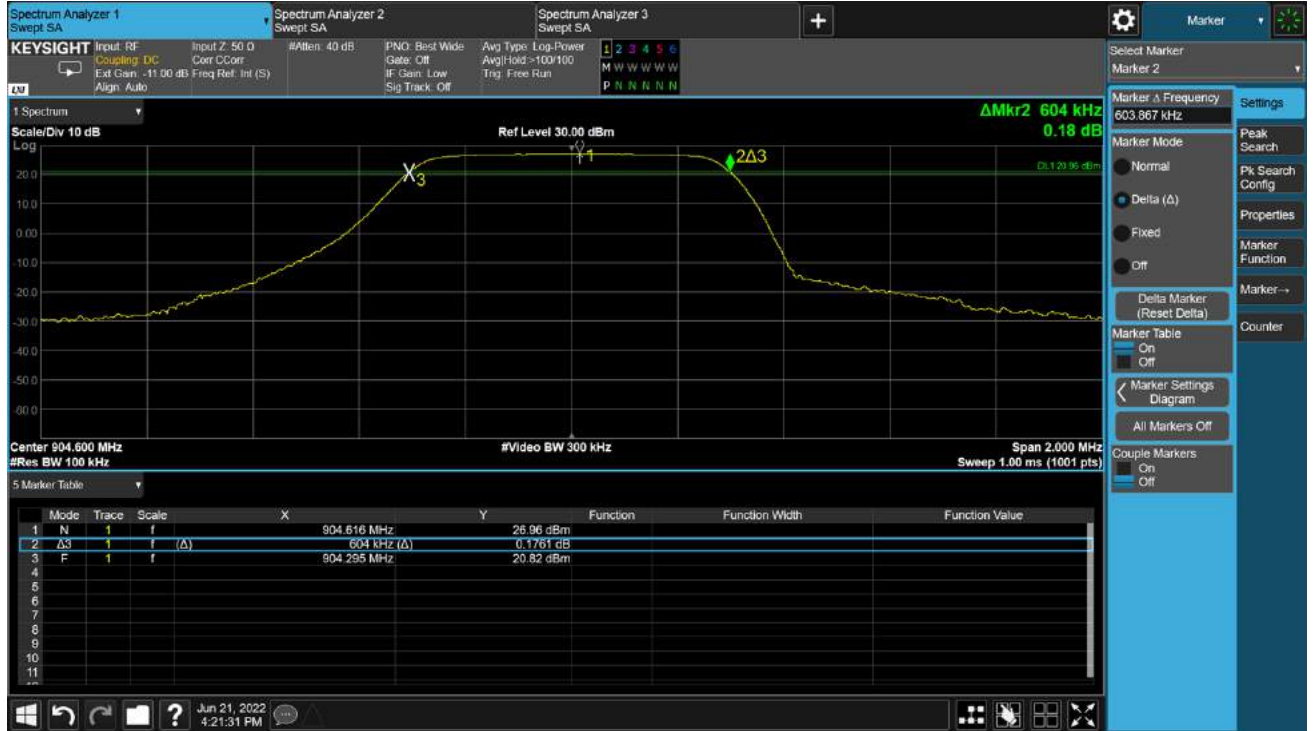 Spectrum Analyzer 1
Swept SA
Spectrum Analyzer 2
Swept SA
Spectrum Analyzer 3
Swept SA
+
Marker
KEYSIGHT
Input: RF
Coupling: DC
Ext Gain: -11.00 dB
Align: Auto
Input Z: 50 Ω
Corr CCorr
Freq Ref: Int (S)
#Atten: 40 dB
PNO: Best Wide
Gate: Off
IF Gain: Low
Sig Track: Off
Avg Type: Log-Power
Avg|Hold:>100/100
Trig: Free Run
1 2 3 4 5 6
M W W W W W
P N N N N N
LXI
Select Marker
Marker 2
1 Spectrum
Scale/Div 10 dB
Ref Level 30.00 dBm
ΔMkr2 604 kHz
0.18 dB
Log
20.0
10.0
0.00
-10.0
-20.0
-30.0
-40.0
-50.0
-60.0
3
1
2Δ3
DL1 20.96 dBm
Center 904.600 MHz
#Res BW 100 kHz
#Video BW 300 kHz
Span 2.000 MHz
Sweep 1.00 ms (1001 pts)
Marker Δ Frequency
603.867 kHz
Marker Mode
Normal
Delta (Δ)
Fixed
Off
Delta Marker
(Reset Delta)
Marker Table
On
Off
Marker Settings
Diagram
All Markers Off
Couple Markers
On
Off
Settings
Peak
Search
Pk Search
Config
Properties
Marker
Function
Marker→
Counter
5 Marker Table
Mode Trace Scale X Y Function Function Width Function Value
1 N 1 f 904.616 MHz 26.96 dBm
2 Δ3 1 f (Δ) 604 kHz (Δ) 0.1761 dB
3 F 1 f 904.295 MHz 20.82 dBm
4
5
6
7
8
9
10
11
?
Jun 21, 2022
4:21:31 PM